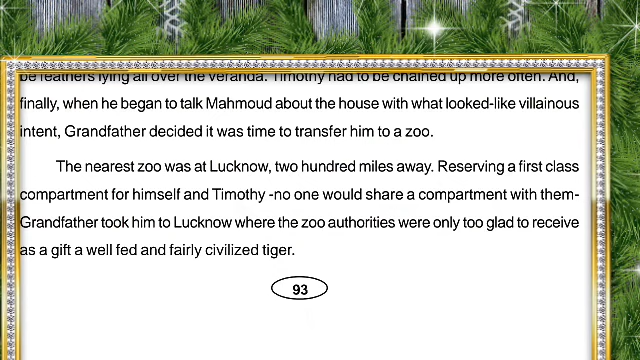 be feathers lying all over the veranda. Timothy had to be chained up more often. And,
finally, when he began to talk Mahmoud about the house with what looked-like villainous
intent, Grandfather decided it was time to transfer him to a zoo.
The nearest zoo was at Lucknow, two hundred miles away. Reserving a first class
compartment for himself and Timothy -no one would share a compartment with them-
Grandfather took him to Lucknow where the zoo authorities were only too glad to receive
as a gift a well fed and fairly civilized tiger.
93